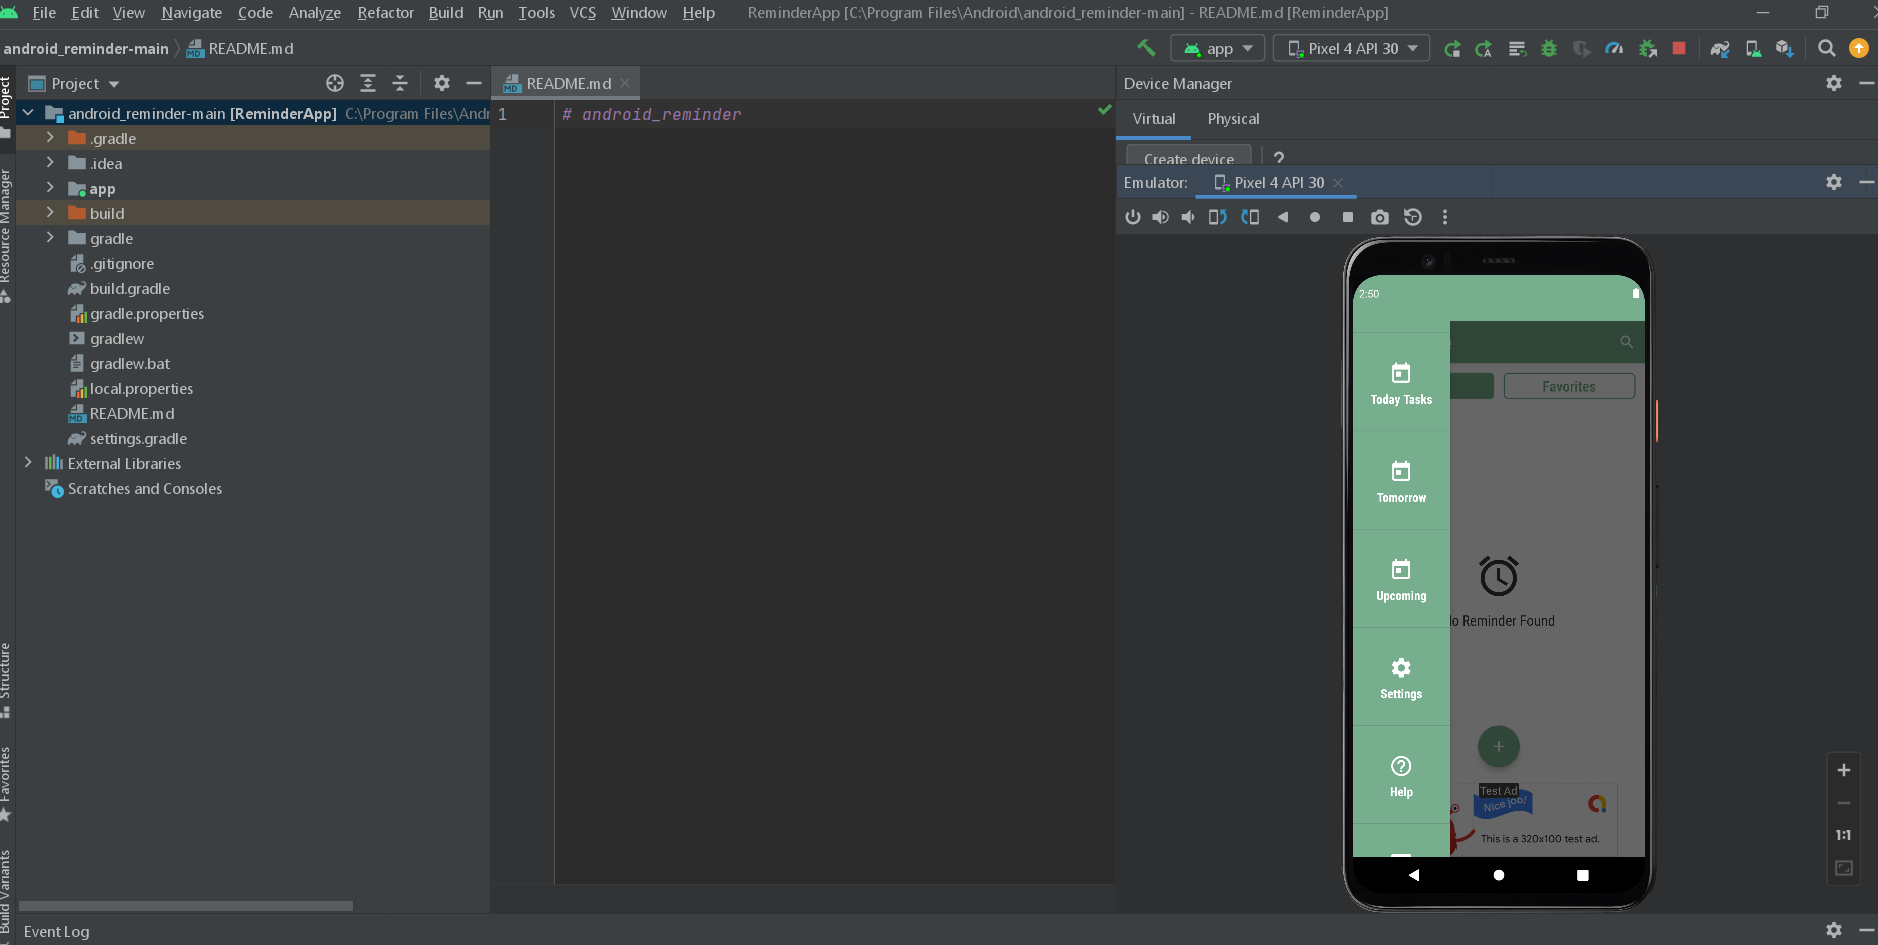 File Edit View Navigate Code Analyze Refactor Build Run Tools VCS Window Help ReminderApp [C:\Program Files\Android\android_reminder-main] - README.md [ReminderApp]
android_reminder-main README.md
app Pixel 4 API 30
Project
README.md
Device Manager
Project
android_reminder-main [ReminderApp] C:\Program Files\Andr
.gradle
.idea
app
build
gradle
.gitignore
build.gradle
gradle.properties
gradlew
gradlew.bat
local.properties
README.md
settings.gradle
External Libraries
Scratches and Consoles
Resource Manager
Structure
Favorites
Build Variants
1 # android_reminder
Virtual Physical
Create device ?
Emulator: Pixel 4 API 30
2:50
Today Tasks
Favorites
Tomorrow
Upcoming
o Reminder Found
Settings
+
Help
Test Ad
Nice job!
This is a 320x100 test ad.
1:1
Event Log